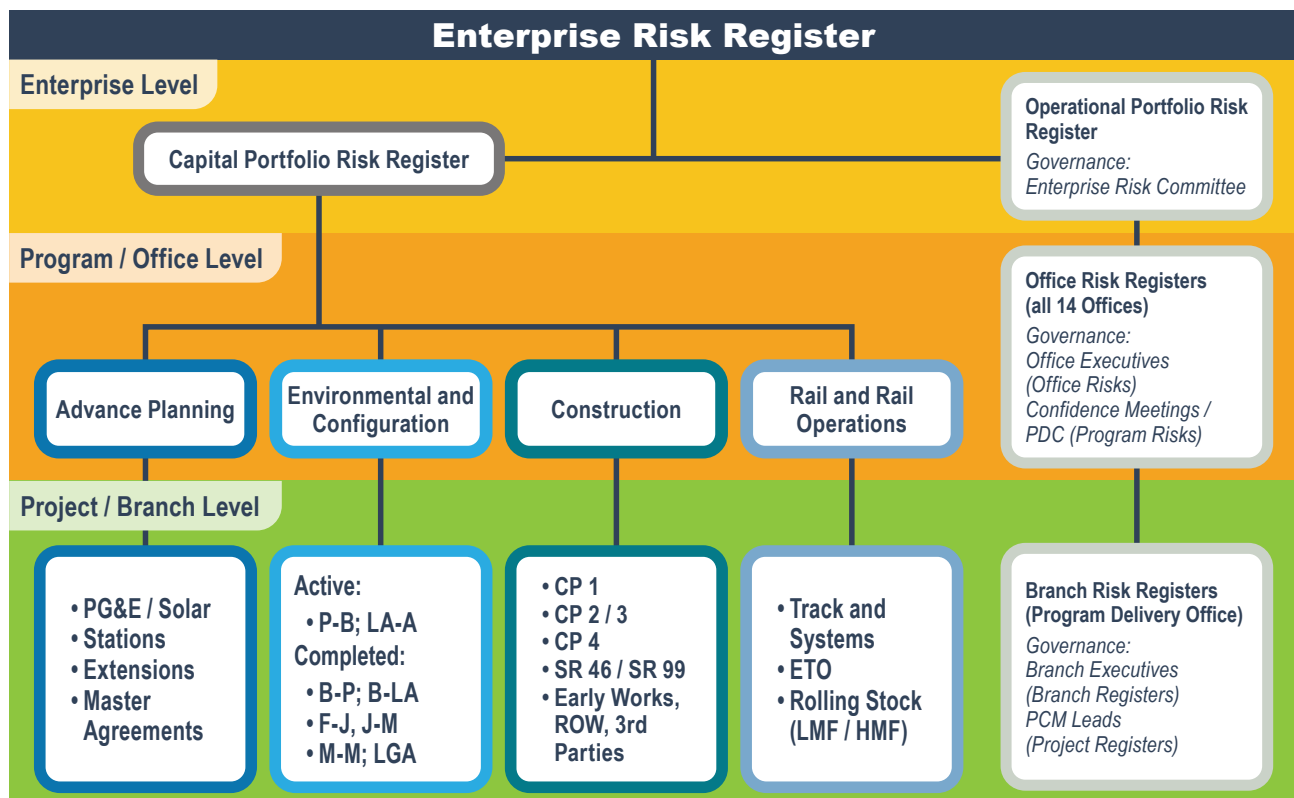 Enterprise Risk Register
Enterprise Level
Capital Portfolio Risk Register
Operational Portfolio Risk
Register
Governance:
Enterprise Risk Committee
Program / Office Level
Advance Planning
Environmental and
Configuration
Construction
Rail and Rail
Operations
Office Risk Registers
(all 14 Offices)
Governance:
Office Executives
(Office Risks)
Confidence Meetings /
PDC (Program Risks)
Project / Branch Level
• PG&E / Solar
• Stations
• Extensions
• Master
Agreements
Active:
• P-B; LA-A
Completed:
• B-P; B-LA
• F-J, J-M
• M-M; LGA
• CP 1
• CP 2 / 3
• CP 4
• SR 46 / SR 99
• Early Works,
ROW, 3rd
Parties
• Track and
Systems
• ETO
• Rolling Stock
(LMF / HMF)
Branch Risk Registers
(Program Delivery Office)
Governance:
Branch Executives
(Branch Registers)
PCM Leads
(Project Registers)